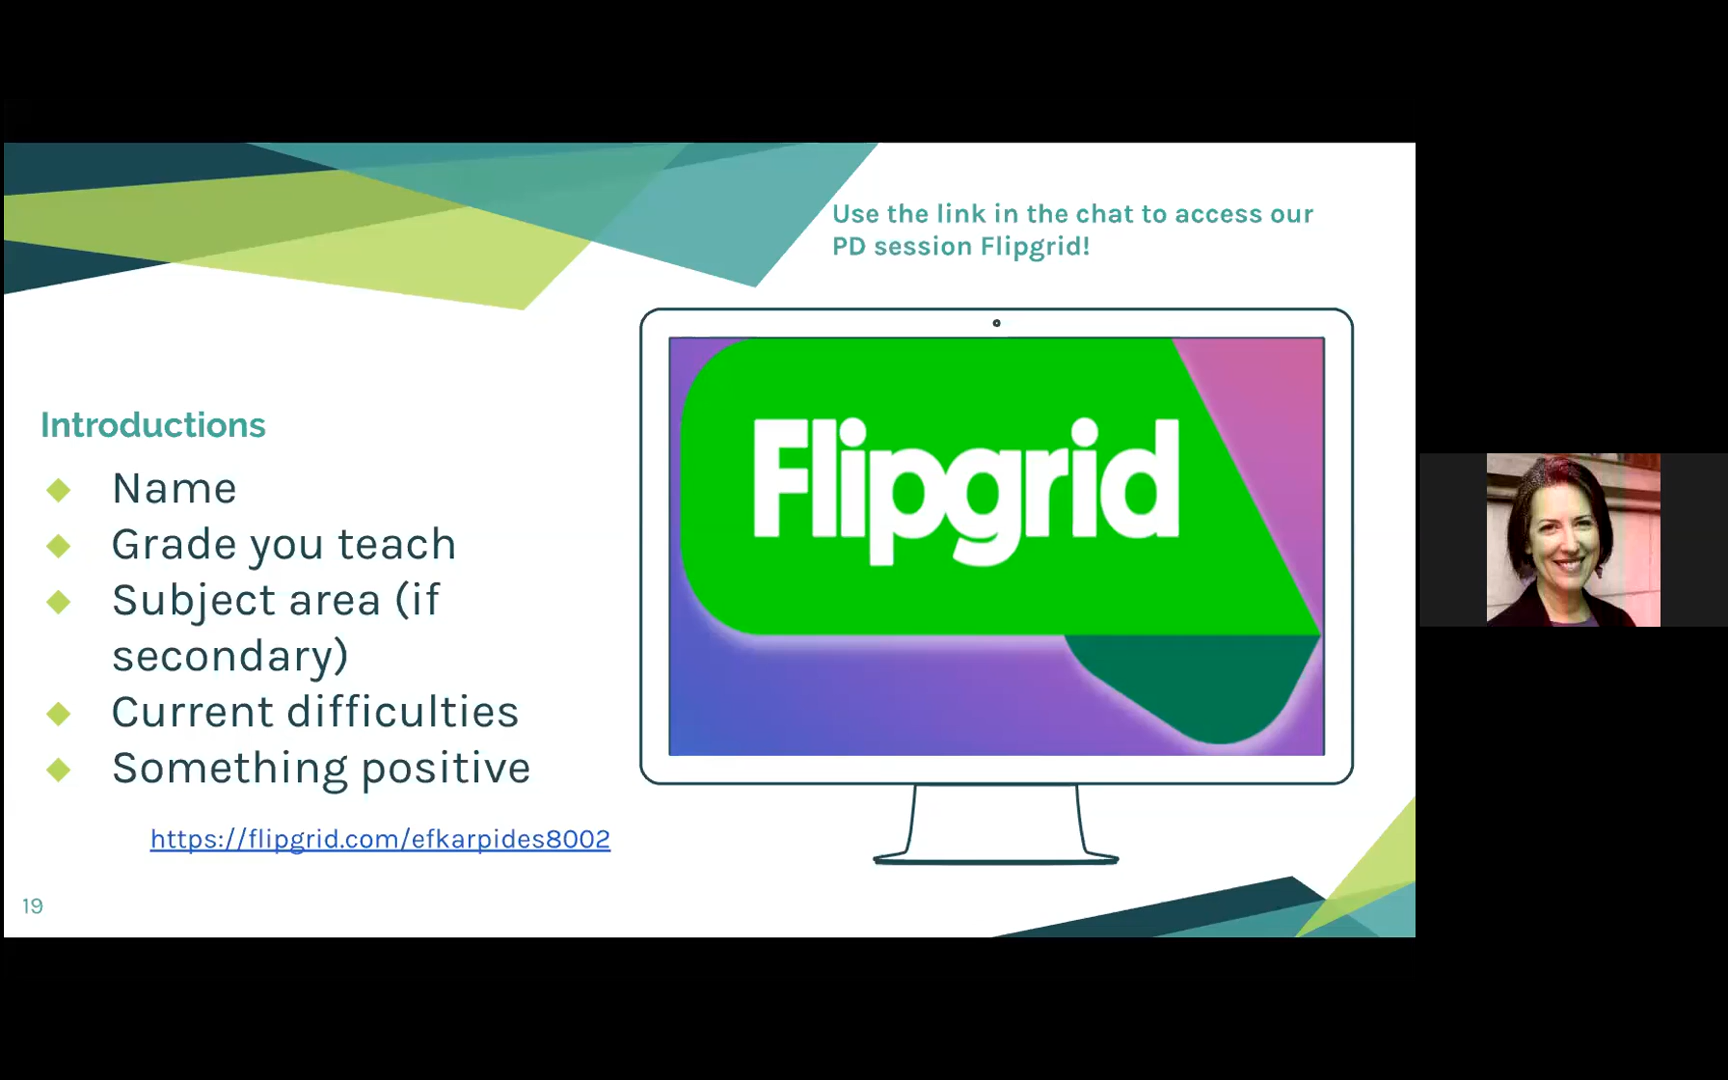 Use the link in the chat to access our
PD session Flipgrid!
Flipgrid
Introductions
Name
Grade you teach
Subject area (if
secondary)
Current difficulties
Something positive
https://flipgrid.com/efkarpides8002
19